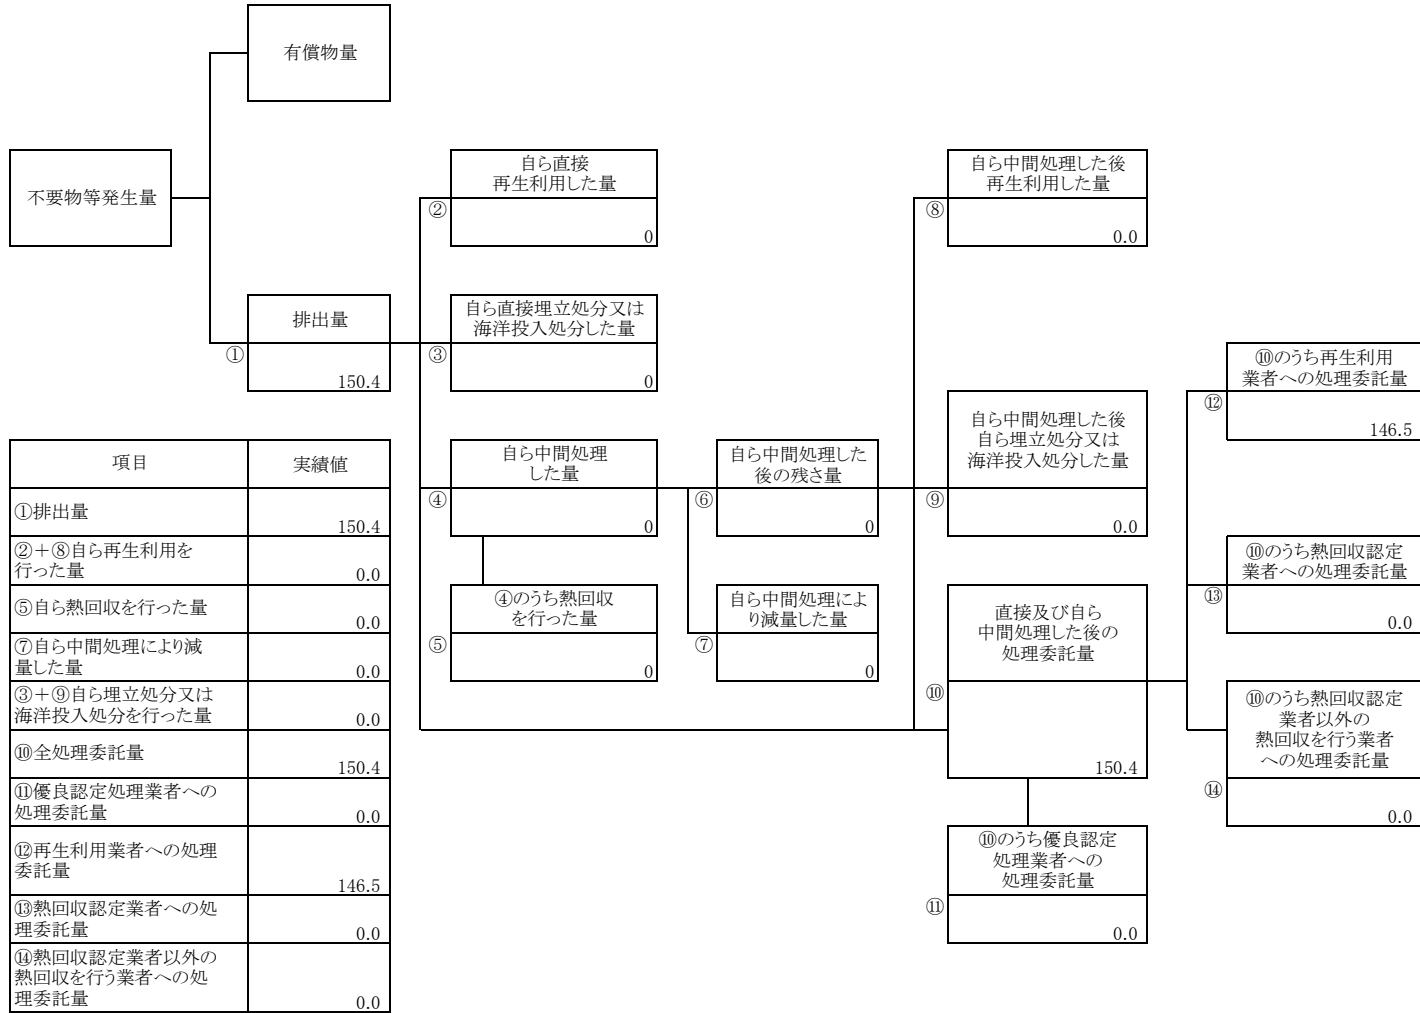 有償物量
不要物等発生量
自ら直接
再生利用した量
②
0
自ら中間処理した後
再生利用した量
⑧
0.0
排出量
①
150.4
自ら直接埋立処分又は
海洋投入処分した量
③
0
⑩のうち再生利用
業者への処理委託量
⑫
146.5
自ら中間処理
した量
④
0
自ら中間処理した
後の残さ量
⑥
0
自ら中間処理した後
自ら埋立処分又は
海洋投入処分した量
⑨
0.0
⑩のうち熱回収認定
業者への処理委託量
⑬
0.0
④のうち熱回収
を行った量
⑤
0
自ら中間処理によ
り減量した量
⑦
0
直接及び自ら
中間処理した後の
処理委託量
⑩
150.4
⑩のうち熱回収認定
業者以外の
熱回収を行う業者
への処理委託量
⑭
0.0
⑩のうち優良認定
処理業者への
処理委託量
⑪
0.0
項目 実績値
①排出量
150.4
②+⑧自ら再生利用を
行った量
0.0
⑤自ら熱回収を行った量
0.0
⑦自ら中間処理により減
量した量
0.0
③+⑨自ら埋立処分又は
海洋投入処分を行った量
0.0
⑩全処理委託量
150.4
⑪優良認定処理業者への
処理委託量
0.0
⑫再生利用業者への処理
委託量
146.5
⑬熱回収認定業者への処
理委託量
0.0
⑭熱回収認定業者以外の
熱回収を行う業者への処
理委託量
0.0